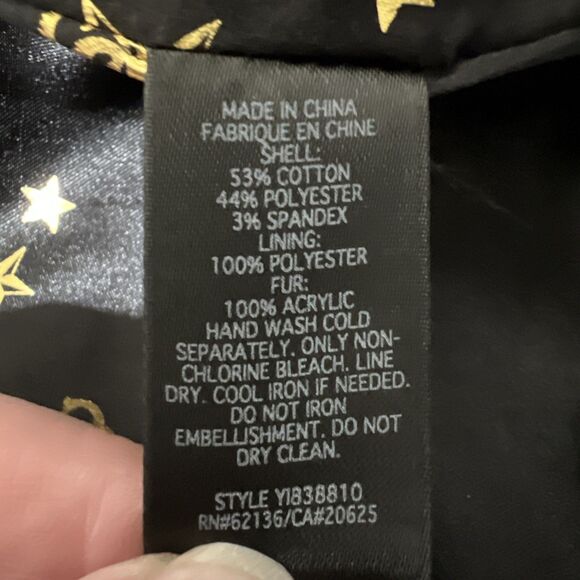 MADE IN CHINA
FABRIQUE EN CHINE
SHELL:
53% COTTON
44% POLYESTER
3% SPANDEX
LINING:
100% POLYESTER
FUR:
100% ACRYLIC
HAND WASH COLD
SEPARATELY. ONLY NON-
CHLORINE BLEACH. LINE
DRY. COOL IRON IF NEEDED.
DO NOT IRON
EMBELLISHMENT. DO NOT
DRY CLEAN.
STYLE YI838810
RN#62136/CA#20625